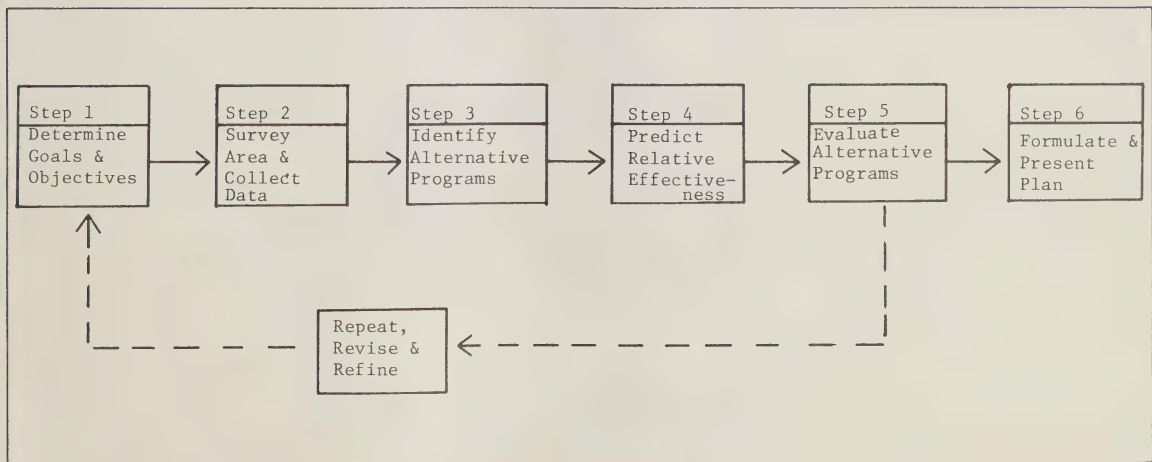 Step 1
Determine
Goals &
Objectives
Step 2
Survey
Area &
Collect
Data
Step 3
Identify
Alternative
Programs
Step 4
Predict
Relative
Effective-
ness
Step 5
Evaluate
Alternative
Programs
Step 6
Formulate &
Present
Plan
Repeat,
Revise &
Refine